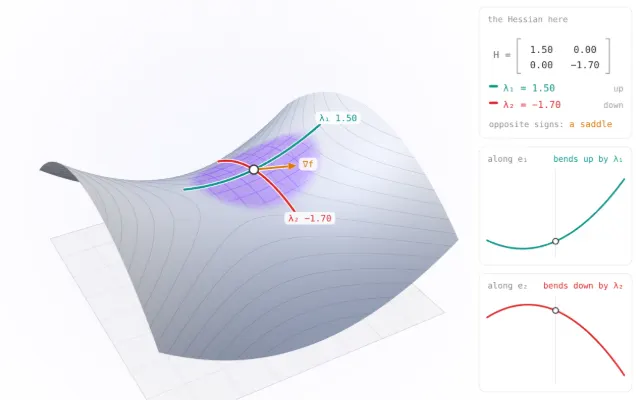 the Hessian here
H = [ 1.50 0.00
0.00 −1.70 ]
λ₁ = 1.50 up
λ₂ = −1.70 down
opposite signs: a saddle
λ₁ 1.50
∇f
λ₂ −1.70
along e₁ bends up by λ₁
along e₂ bends down by λ₂